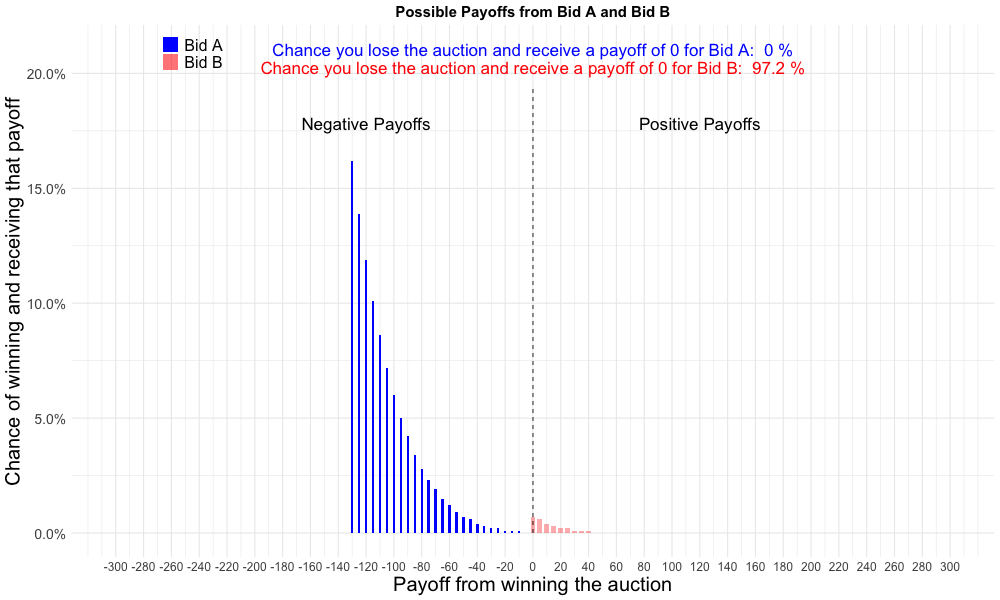 Possible Payoffs from Bid A and Bid B
Bid A
Bid B
Chance you lose the auction and receive a payoff of 0 for Bid A:  0 %
Chance you lose the auction and receive a payoff of 0 for Bid B:  97.2 %
Negative Payoffs
Positive Payoffs
Chance of winning and receiving that payoff
20.0%
15.0%
10.0%
5.0%
0.0%
-300 -280 -260 -240 -220 -200 -180 -160 -140 -120 -100 -80 -60 -40 -20 0 20 40 60 80 100 120 140 160 180 200 220 240 260 280 300
Payoff from winning the auction